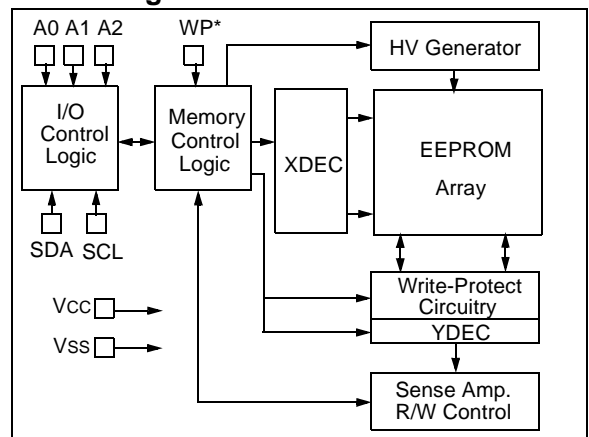 A0 A1 A2
WP*
HV Generator
I/O
Control
Logic
Memory
Control
Logic
XDEC
EEPROM
Array
SDA SCL
Write-Protect
Circuitry
YDEC
VCC
VSS
Sense Amp.
R/W Control